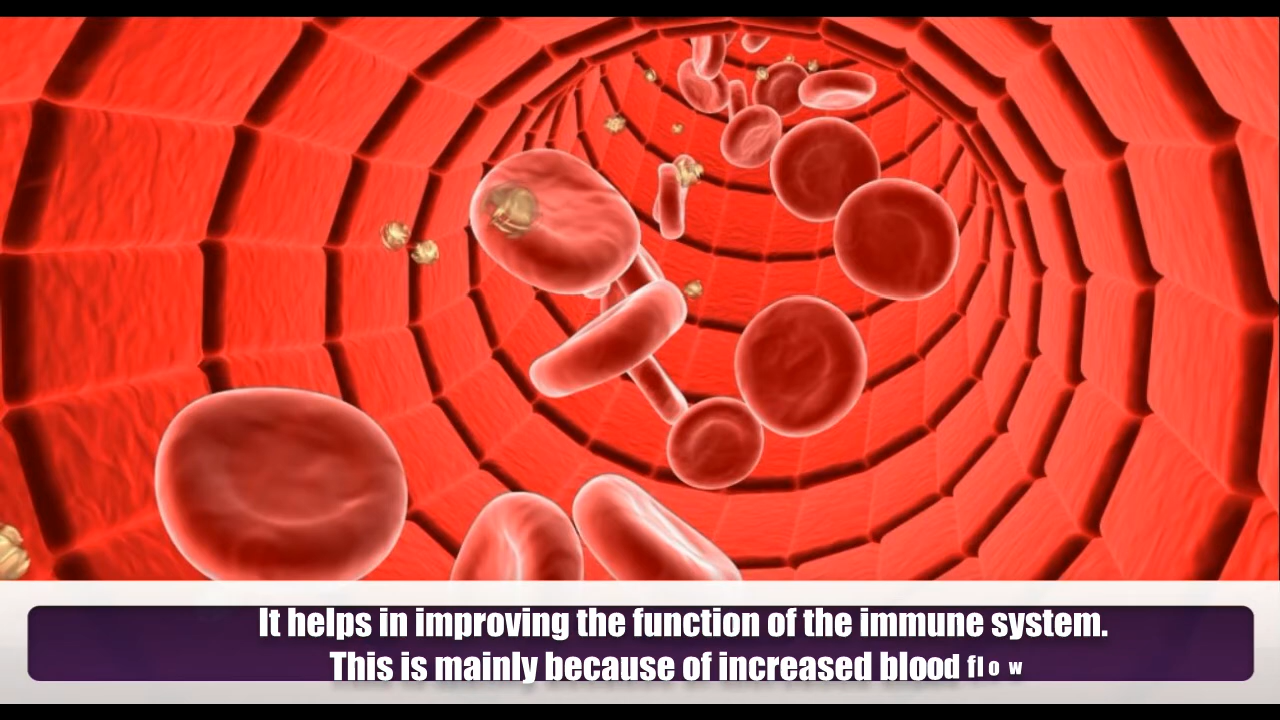 It helps in improving the function of the immune system.
This is mainly because of increased blood flow